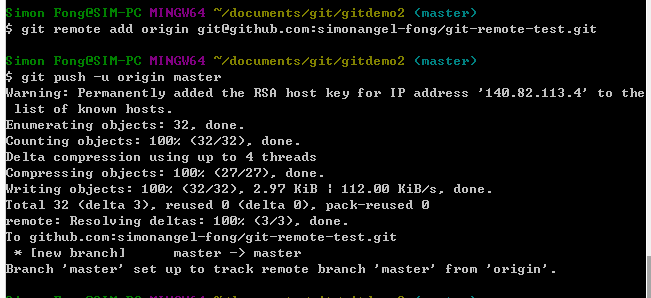 Simon Fong@SIM-PC MINGW64 ~/documents/git/gitdemo2 (master)
$ git remote add origin git@github.com:simonangel-fong/git-remote-test.git
Simon Fong@SIM-PC MINGW64 ~/documents/git/gitdemo2 (master)
$ git push -u origin master
Warning: Permanently added the RSA host key for IP address '140.82.113.4' to the
list of known hosts.
Enumerating objects: 32, done.
Counting objects: 100% (32/32), done.
Delta compression using up to 4 threads
Compressing objects: 100% (27/27), done.
Writing objects: 100% (32/32), 2.97 KiB | 112.00 KiB/s, done.
Total 32 (delta 3), reused 0 (delta 0), pack-reused 0
remote: Resolving deltas: 100% (3/3), done.
To github.com:simonangel-fong/git-remote-test.git
* [new branch]      master -> master
Branch 'master' set up to track remote branch 'master' from 'origin'.